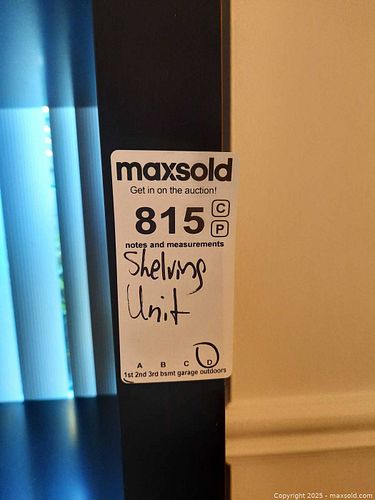 maxsold
Get in on the auction!
815 C
P
notes and measurements
Shelving
Unit
A B C D
1st 2nd 3rd bsmt garage outdoors
Copyright 2025 - maxsold.com